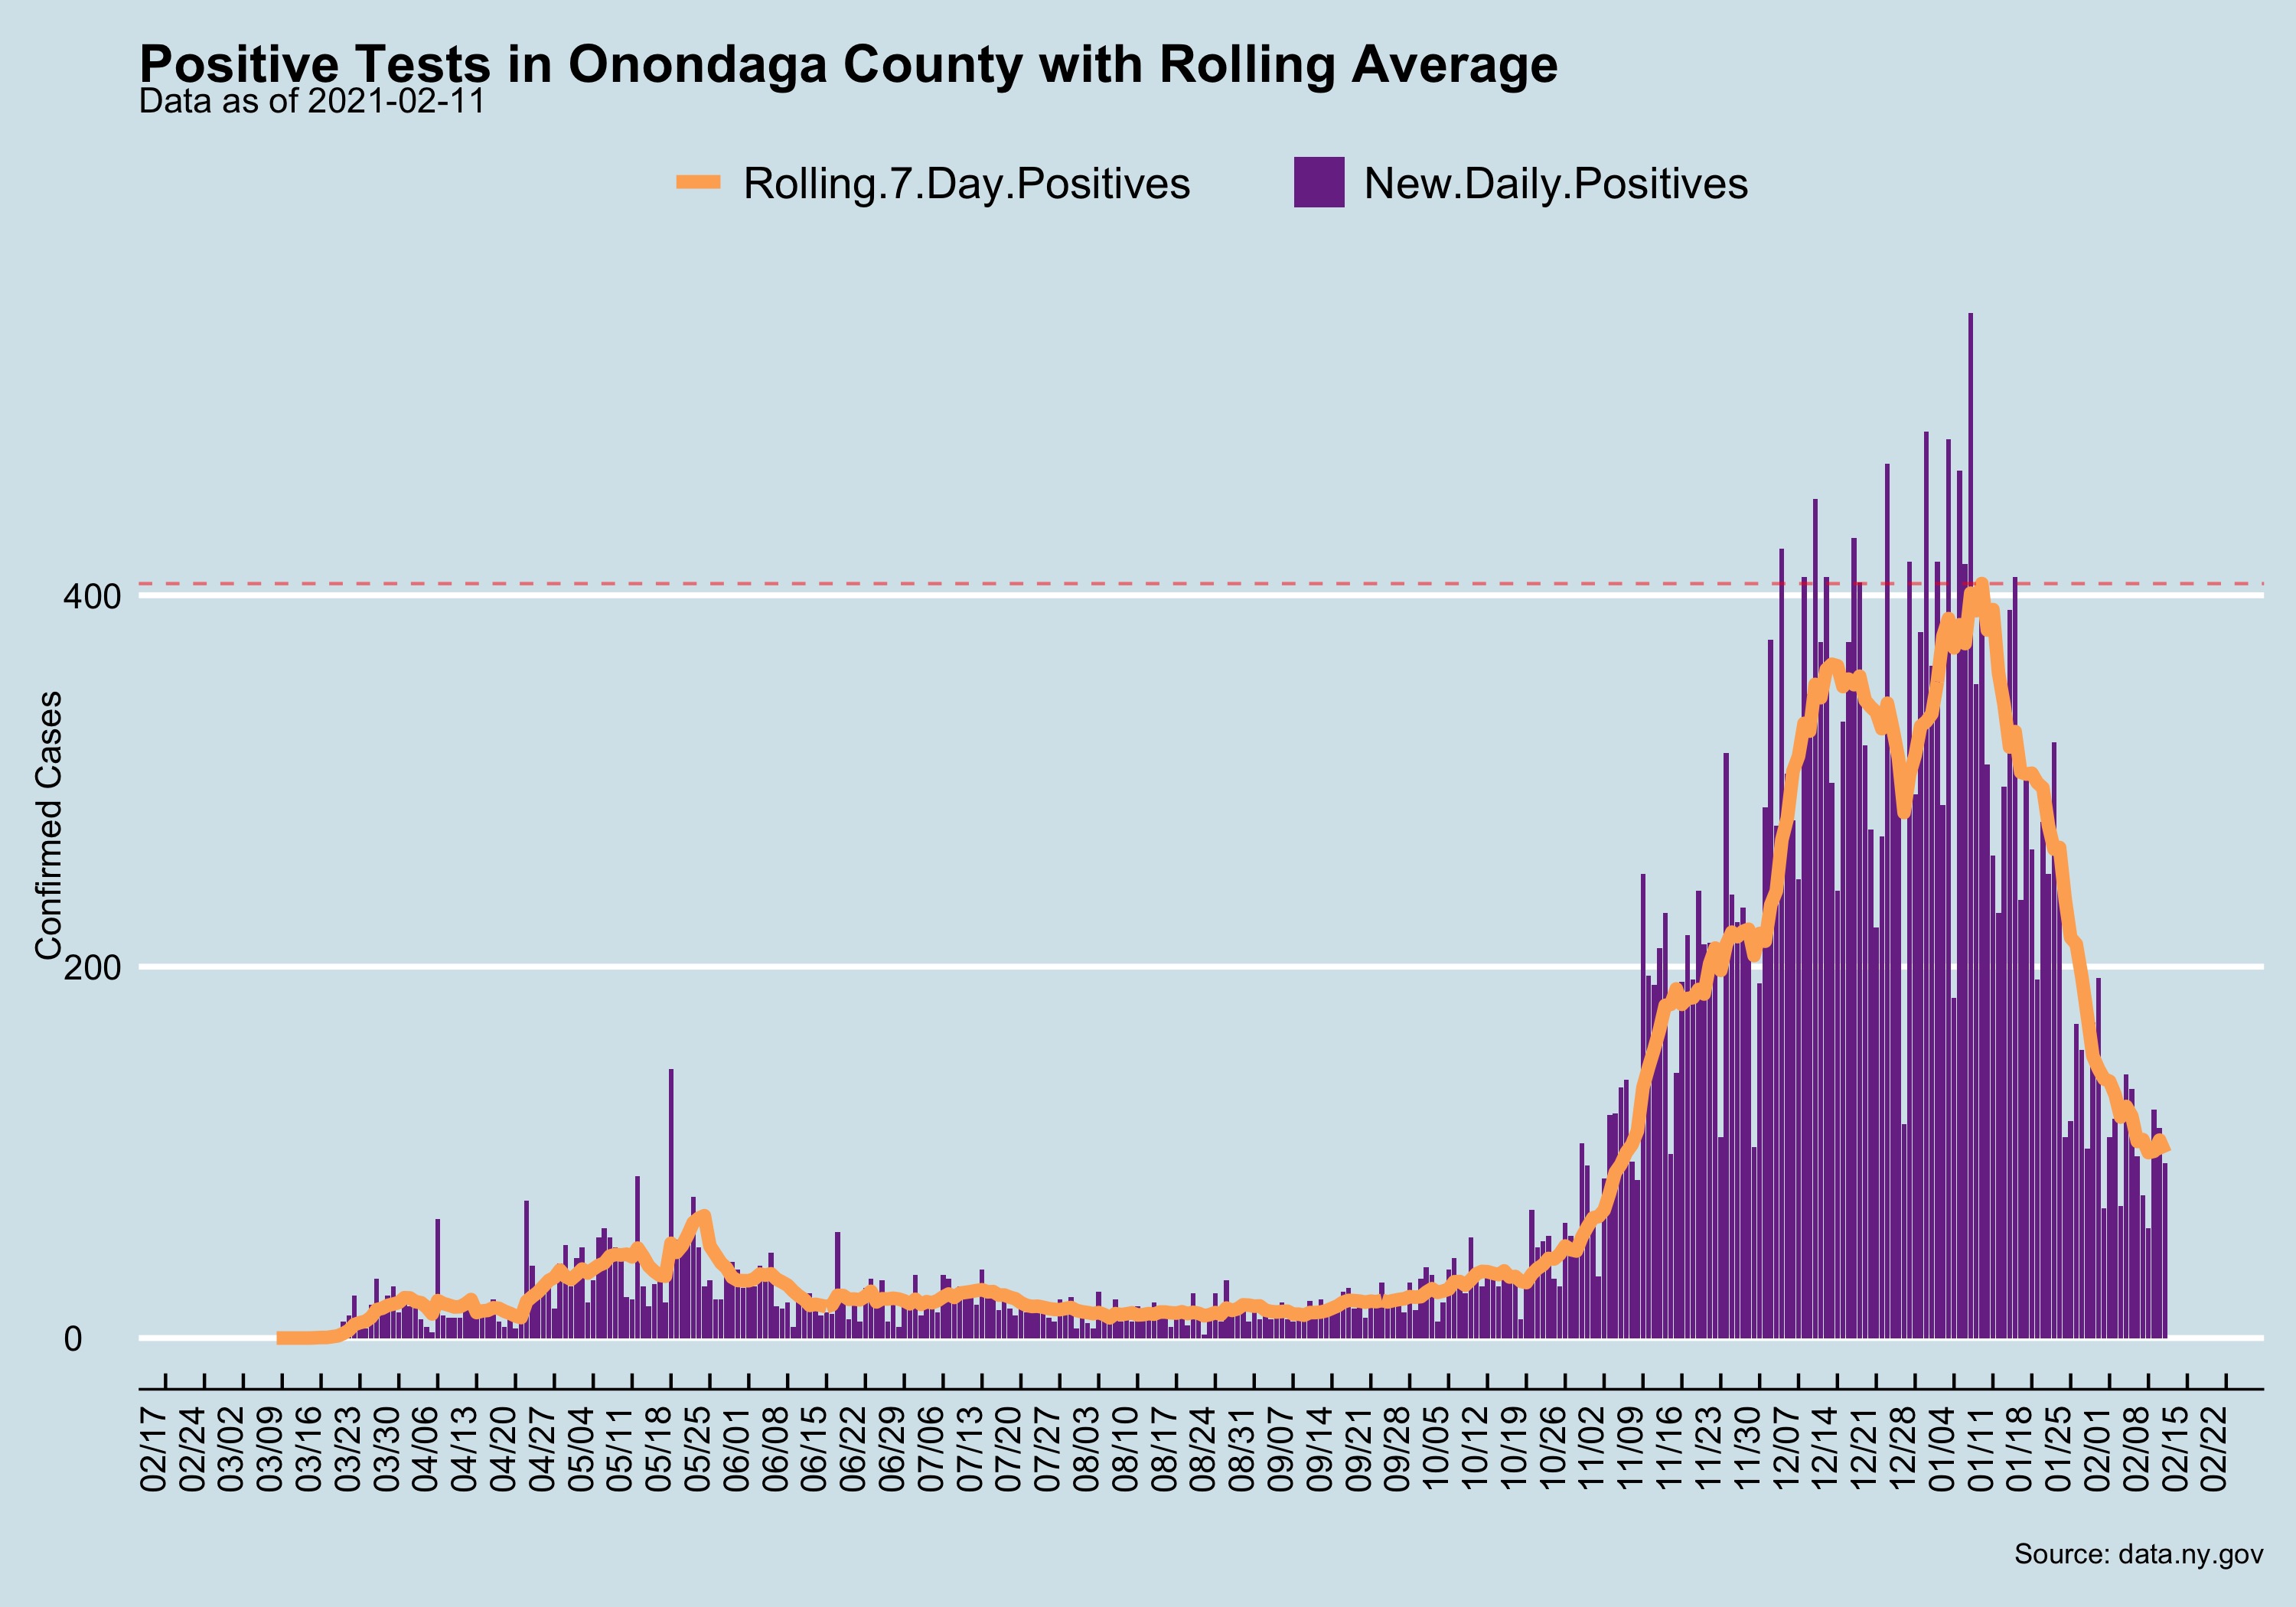 Positive Tests in Onondaga County with Rolling Average
Data as of 2021-02-11
Rolling.7.Day.Positives New.Daily.Positives
Confirmed Cases
400
200
0
02/17 02/24 03/02 03/09 03/16 03/23 03/30 04/06 04/13 04/20 04/27 05/04 05/11 05/18 05/25 06/01 06/08 06/15 06/22 06/29 07/06 07/13 07/20 07/27 08/03 08/10 08/17 08/24 08/31 09/07 09/14 09/21 09/28 10/05 10/12 10/19 10/26 11/02 11/09 11/16 11/23 11/30 12/07 12/14 12/21 12/28 01/04 01/11 01/18 01/25 02/01 02/08 02/15 02/22
Source: data.ny.gov